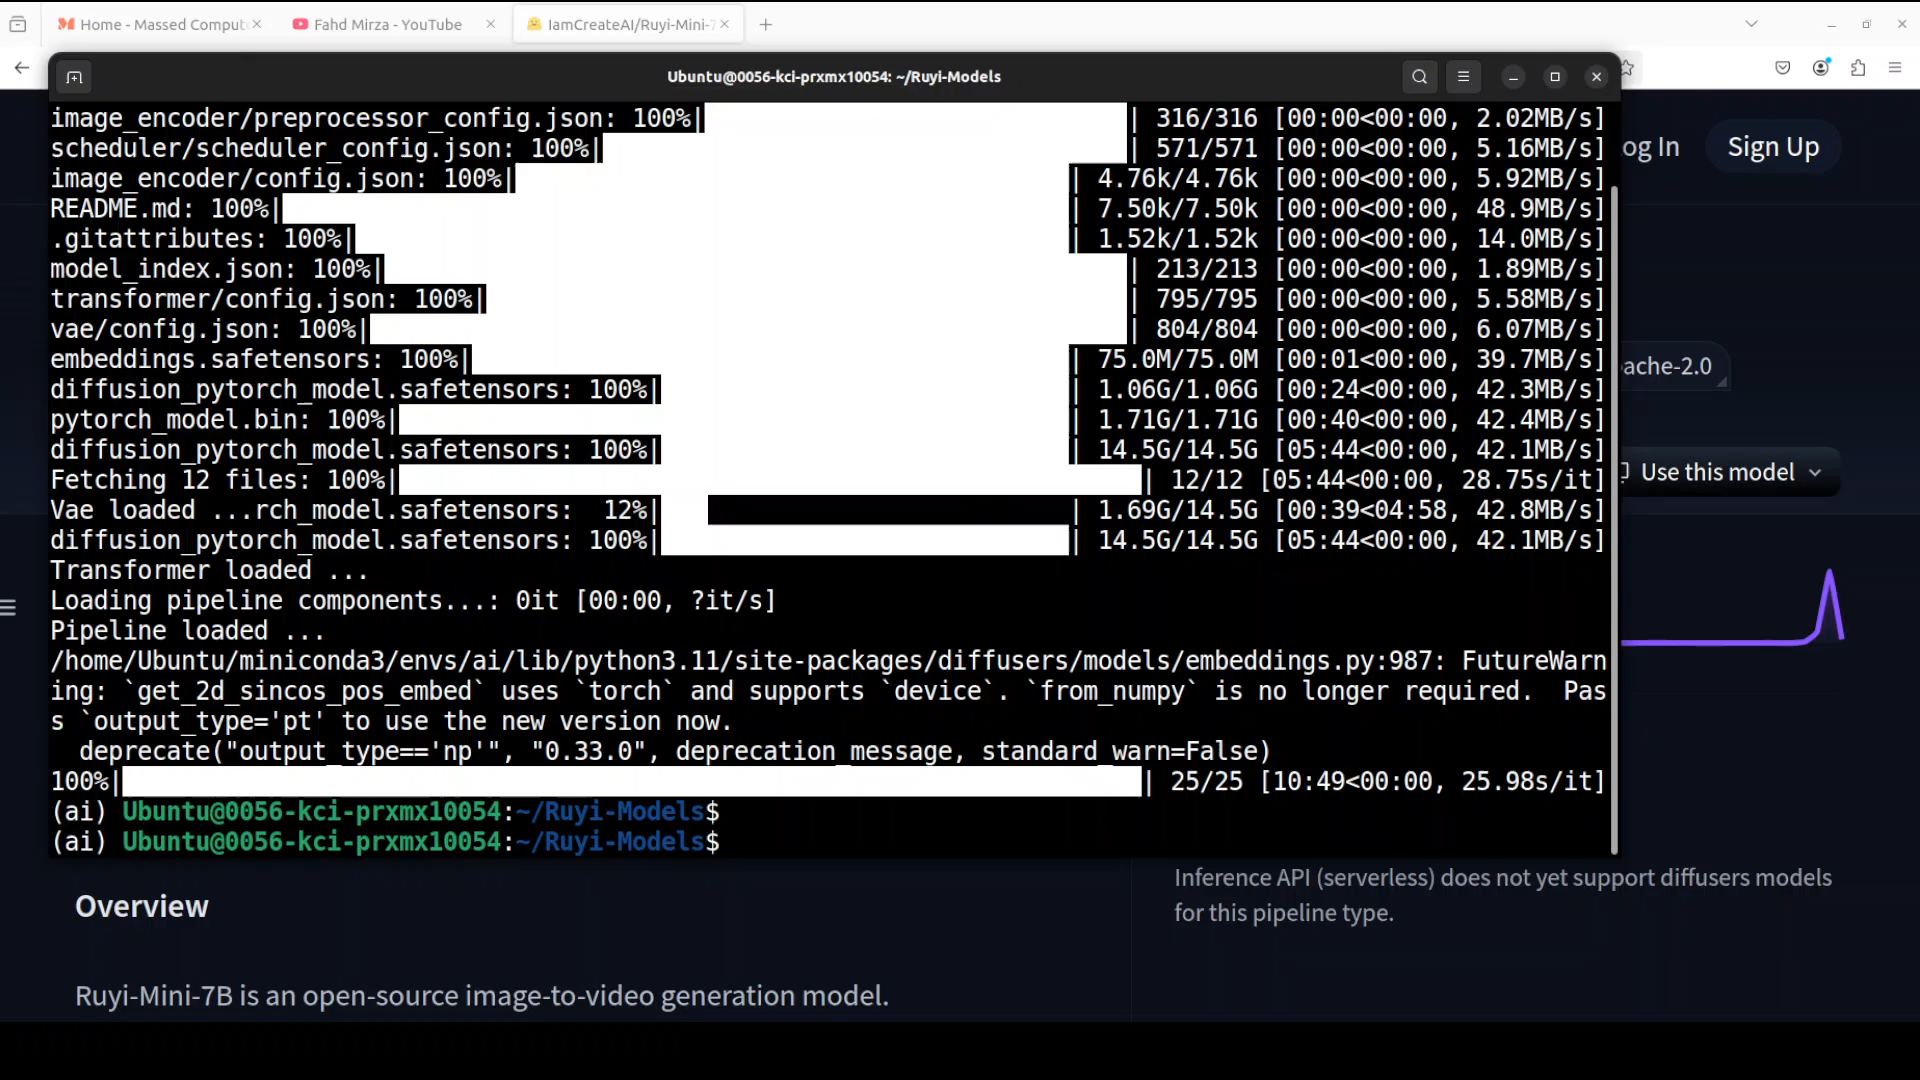 Home - Massed Comput
Fahd Mirza - YouTube
IamCreateAI/Ruyi-Mini-7
Ubuntu@0056-kci-prxmx10054: ~/Ruyi-Models
image_encoder/preprocessor_config.json: 100%| | 316/316 [00:00<00:00, 2.02MB/s]
scheduler/scheduler_config.json: 100%| | 571/571 [00:00<00:00, 5.16MB/s]
image_encoder/config.json: 100%| | 4.76k/4.76k [00:00<00:00, 5.92MB/s]
README.md: 100%| | 7.50k/7.50k [00:00<00:00, 48.9MB/s]
.gitattributes: 100%| | 1.52k/1.52k [00:00<00:00, 14.0MB/s]
model_index.json: 100%| | 213/213 [00:00<00:00, 1.89MB/s]
transformer/config.json: 100%| | 795/795 [00:00<00:00, 5.58MB/s]
vae/config.json: 100%| | 804/804 [00:00<00:00, 6.07MB/s]
embeddings.safetensors: 100%| | 75.0M/75.0M [00:01<00:00, 39.7MB/s]
diffusion_pytorch_model.safetensors: 100%| | 1.06G/1.06G [00:24<00:00, 42.3MB/s]
pytorch_model.bin: 100%| | 1.71G/1.71G [00:40<00:00, 42.4MB/s]
diffusion_pytorch_model.safetensors: 100%| | 14.5G/14.5G [05:44<00:00, 42.1MB/s]
Fetching 12 files: 100%| | 12/12 [05:44<00:00, 28.75s/it]
Vae loaded ...rch_model.safetensors:  12%| | 1.69G/14.5G [00:39<04:58, 42.8MB/s]
diffusion_pytorch_model.safetensors: 100%| | 14.5G/14.5G [05:44<00:00, 42.1MB/s]
Transformer loaded ...
Loading pipeline components...: 0it [00:00, ?it/s]
Pipeline loaded ...
/home/Ubuntu/miniconda3/envs/ai/lib/python3.11/site-packages/diffusers/models/embeddings.py:987: FutureWarn
ing: `get_2d_sincos_pos_embed` uses `torch` and supports `device`. `from_numpy` is no longer required.  Pas
s `output_type='pt' to use the new version now.
  deprecate("output_type=='np'", "0.33.0", deprecation_message, standard_warn=False)
100%| | 25/25 [10:49<00:00, 25.98s/it]
(ai) Ubuntu@0056-kci-prxmx10054:~/Ruyi-Models$
(ai) Ubuntu@0056-kci-prxmx10054:~/Ruyi-Models$
og In
Sign Up
ache-2.0
Use this model
Inference API (serverless) does not yet support diffusers models
for this pipeline type.
Overview
Ruyi-Mini-7B is an open-source image-to-video generation model.